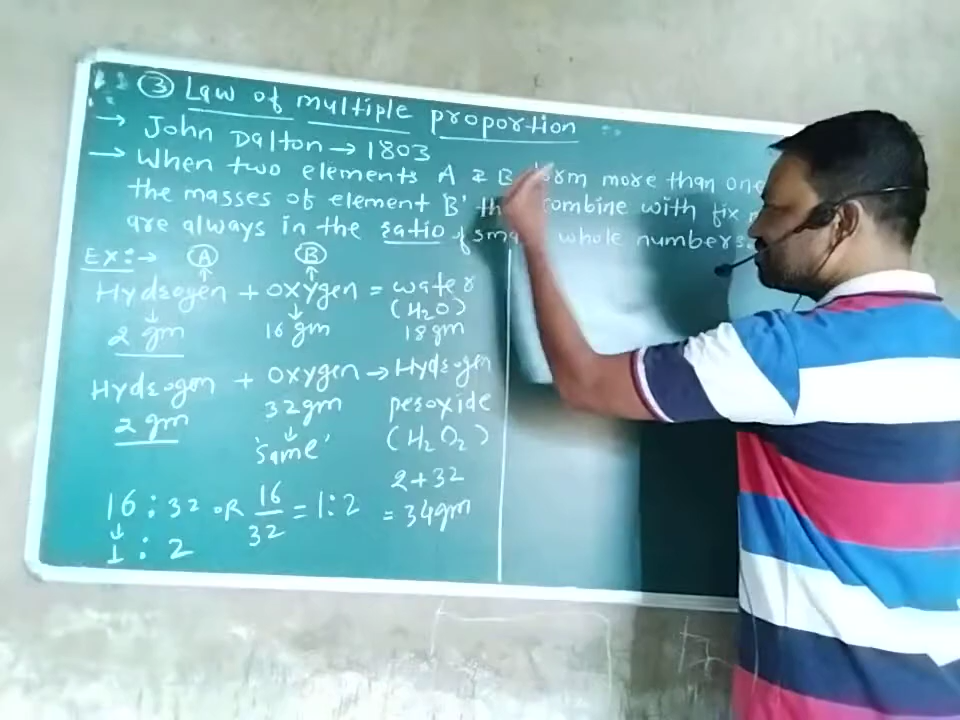 ③ Law of multiple proportion
→ John Dalton → 1803
→ When two elements A & B form more than one
the masses of element B' th combine with fix
are always in the ratio of small whole numbers.
Ex:→ A B
Hydrogen + Oxygen = water
↓ ↓ (H₂O)
2 gm 16 gm 18 gm
Hydrogen + Oxygen → Hydrogen
2 gm 32 gm peroxide
↓ (H₂O₂)
'Same'
2+32
16 : 32 OR 16/32 = 1:2 = 34gm
↓
1 : 2